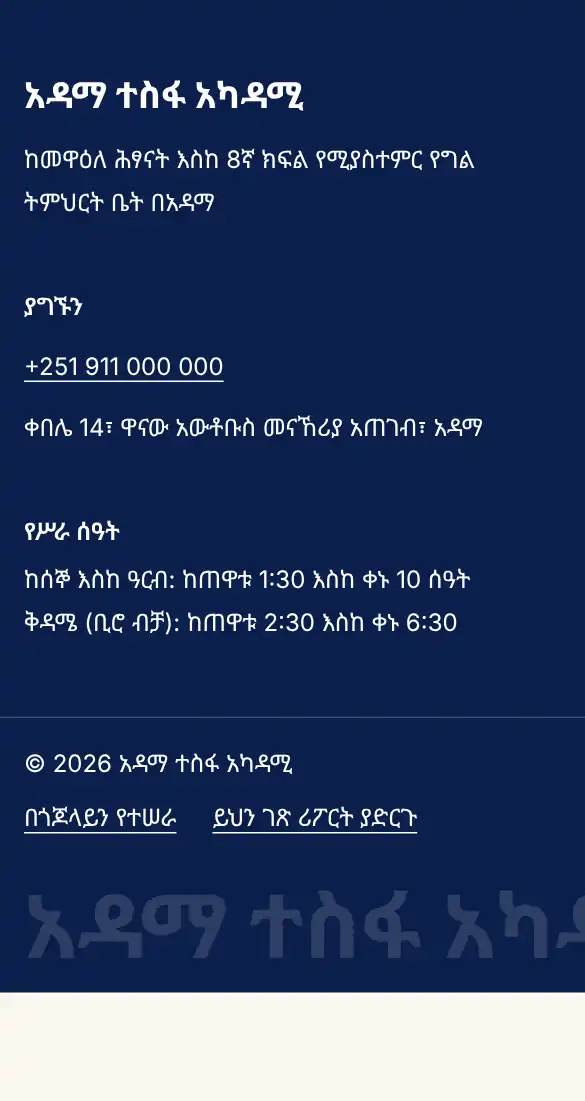 አዳማ ተስፋ አካዳሚ
ከመዋዕለ ሕፃናት እስከ 8ኛ ክፍል የሚያስተምር የግል
ትምህርት ቤት በአዳማ
ያግኙን
+251 911 000 000
ቀበሌ 14፣ ዋናው አውቶቡስ መናኸሪያ አጠገብ፣ አዳማ
የሥራ ሰዓት
ከሰኞ እስከ ዓርብ: ከጠዋቱ 1:30 እስከ ቀኑ 10 ሰዓት
ቅዳሜ (ቢሮ ብቻ): ከጠዋቱ 2:30 እስከ ቀኑ 6:30
© 2026 አዳማ ተስፋ አካዳሚ
በጎጆላይን የተሠራ ይህን ገጽ ሪፖርት ያድርጉ
አዳማ ተስፋ አካ